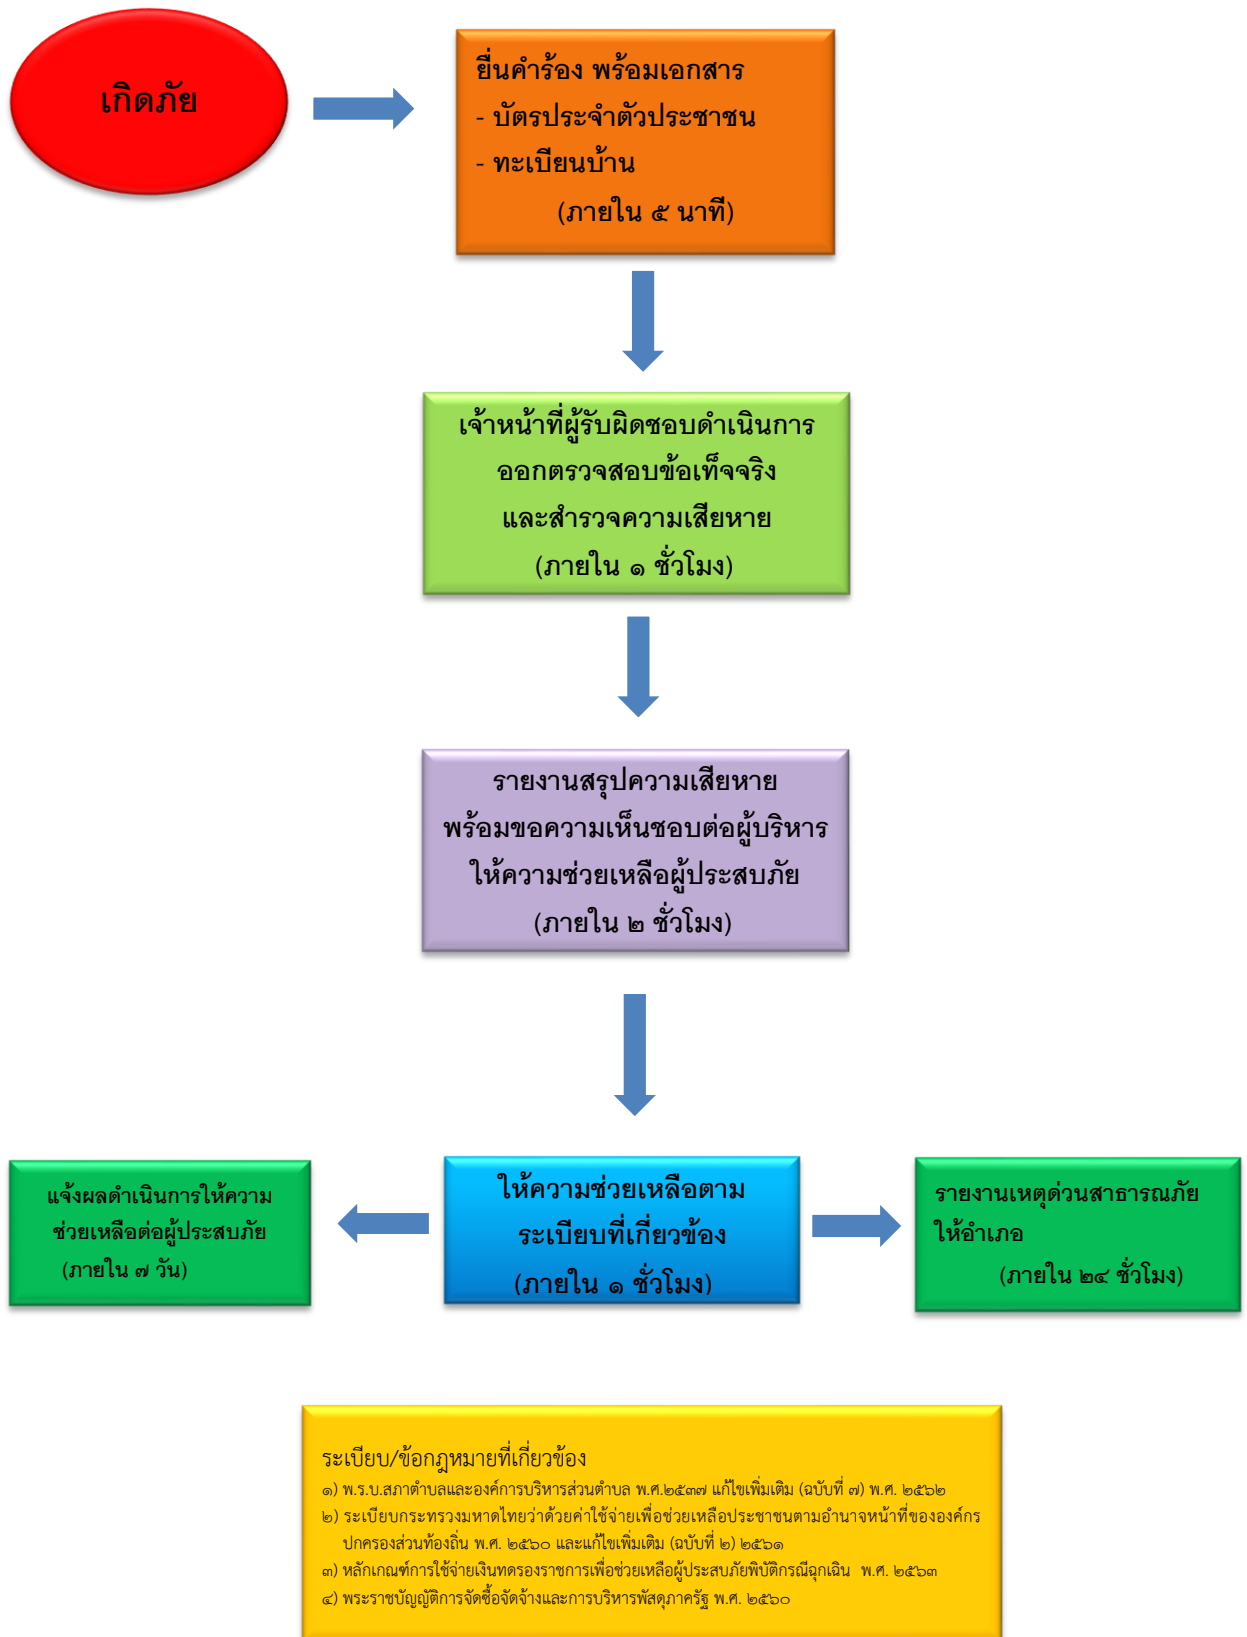 เกิดภัย
ยื่นคำร้อง พร้อมเอกสาร
- บัตรประจำตัวประชาชน
- ทะเบียนบ้าน
(ภายใน ๕ นาที)
เจ้าหน้าที่ผู้รับผิดชอบดำเนินการ
ออกตรวจสอบข้อเท็จจริง
และสำรวจความเสียหาย
(ภายใน ๑ ชั่วโมง)
รายงานสรุปความเสียหาย
พร้อมขอความเห็นชอบต่อผู้บริหาร
ให้ความช่วยเหลือผู้ประสบภัย
(ภายใน ๒ ชั่วโมง)
แจ้งผลดำเนินการให้ความ
ช่วยเหลือต่อผู้ประสบภัย
(ภายใน ๗ วัน)
ให้ความช่วยเหลือตาม
ระเบียบที่เกี่ยวข้อง
(ภายใน ๑ ชั่วโมง)
รายงานเหตุด่วนสาธารณภัย
ให้อำเภอ
(ภายใน ๒๔ ชั่วโมง)
ระเบียบ/ข้อกฎหมายที่เกี่ยวข้อง
๑) พ.ร.บ.สภาตำบลและองค์การบริหารส่วนตำบล พ.ศ.๒๕๓๗ แก้ไขเพิ่มเติม (ฉบับที่ ๗) พ.ศ. ๒๕๖๒
๒) ระเบียบกระทรวงมหาดไทยว่าด้วยค่าใช้จ่ายเพื่อช่วยเหลือประชาชนตามอำนาจหน้าที่ขององค์กร
ปกครองส่วนท้องถิ่น พ.ศ. ๒๕๖๐ และแก้ไขเพิ่มเติม (ฉบับที่ ๒) ๒๕๖๑
๓) หลักเกณฑ์การใช้จ่ายเงินทดรองราชการเพื่อช่วยเหลือผู้ประสบภัยพิบัติกรณีฉุกเฉิน พ.ศ. ๒๕๖๓
๔) พระราชบัญญัติการจัดซื้อจัดจ้างและการบริหารพัสดุภาครัฐ พ.ศ. ๒๕๖๐